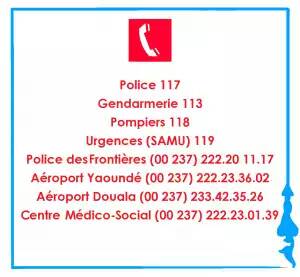 Police 117
Gendarmerie 113
Pompiers 118
Urgences (SAMU) 119
Police desFrontières (00 237) 222.20 11.17
Aéroport Yaoundé (00 237) 222.23.36.02
Aéroport Douala (00 237) 233.42.35.26
Centre Médico-Social (00 237) 222.23.01.39